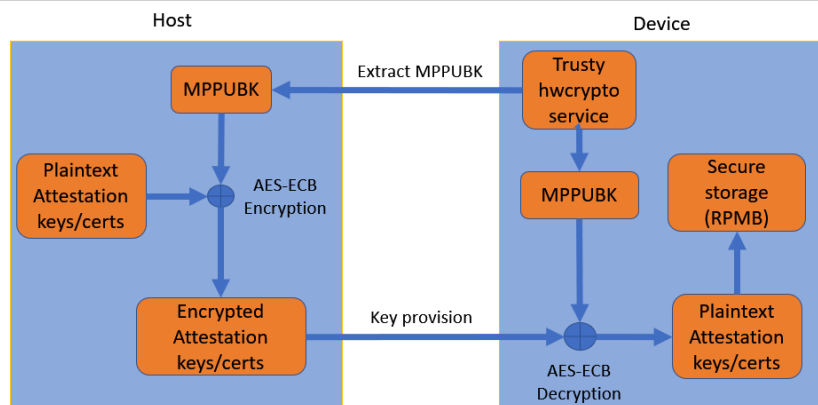 Host
Device
Extract MPPUBK
MPPUBK
Trusty
hwcrypto
service
Plaintext
Attestation
keys/certs
AES-ECB
Encryption
MPPUBK
Secure
storage
(RPMB)
Encrypted
Attestation
keys/certs
Key provision
AES-ECB
Decryption
Plaintext
Attestation
keys/certs